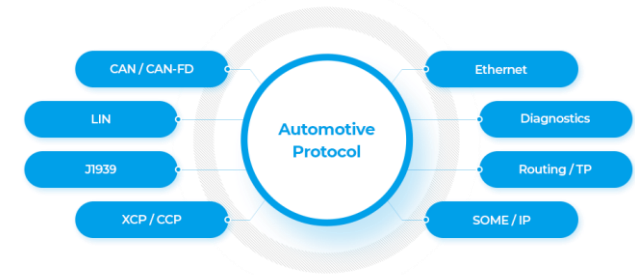 CAN / CAN-FD
LIN
J1939
XCP / CCP
Automotive
Protocol
Ethernet
Diagnostics
Routing / TP
SOME / IP